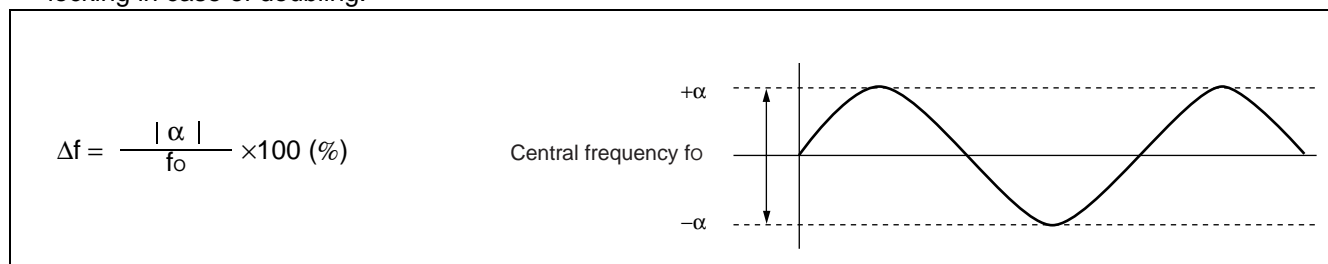 locking in case of doubling.
Δf = | α | / fO ×100 (%)
+α
Central frequency fO
−α